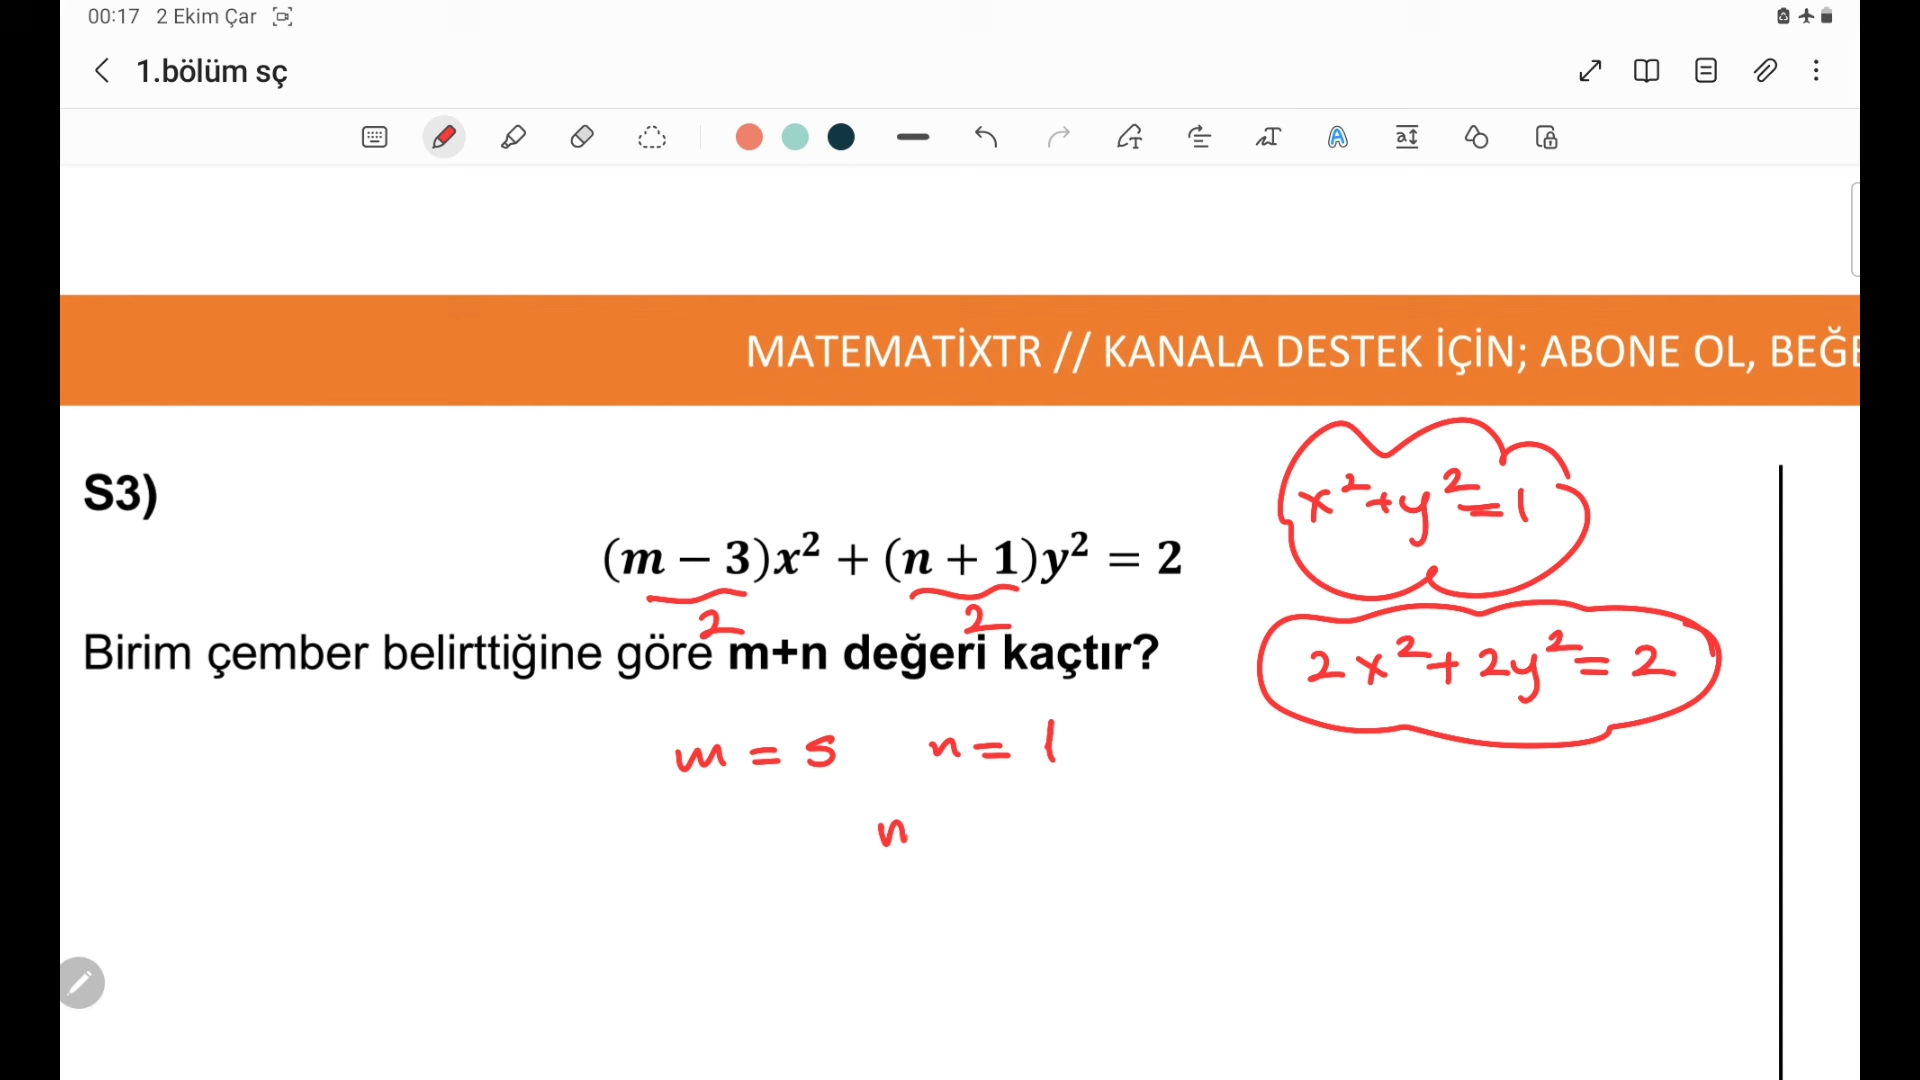 00:17 2 Ekim Çar
1.bölüm sç
MATEMATİXTR // KANALA DESTEK İÇİN; ABONE OL, BEĞE
S3)
(m − 3)x² + (n + 1)y² = 2
2 2
Birim çember belirttiğine göre m+n değeri kaçtır?
x²+y²=1
2x²+2y²=2
m = 5 n = 1
n